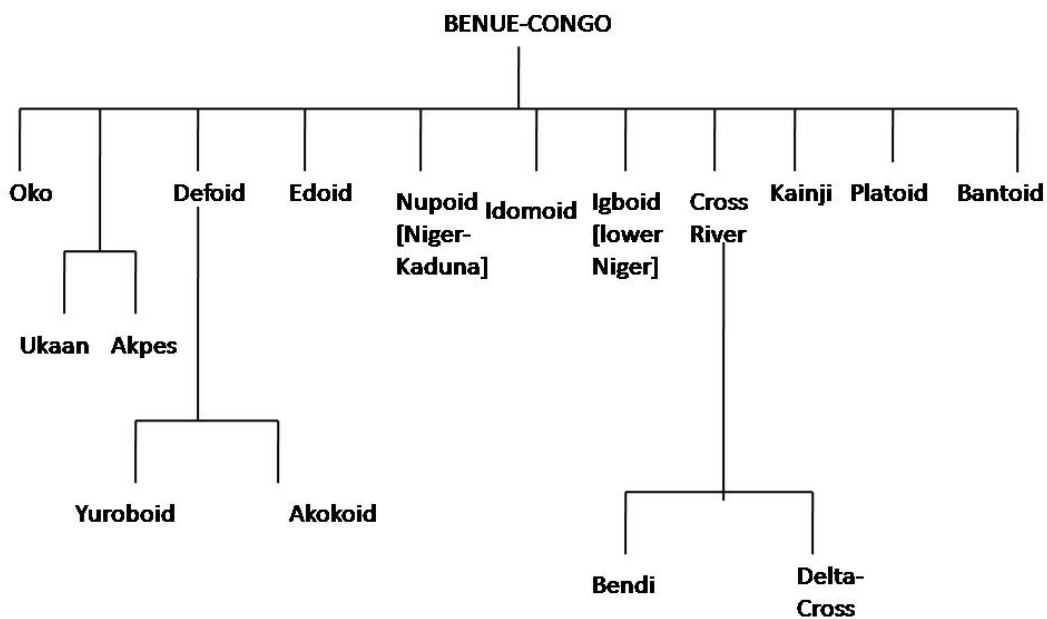 BENUE-CONGO
Oko
Defoid
Edoid
Nupoid
[Niger-
Kaduna]
Idomoid
Igboid
[lower
Niger]
Cross
River
Kainji
Platoid
Bantoid
Ukaan
Akpes
Yuroboid
Akokoid
Bendi
Delta-
Cross